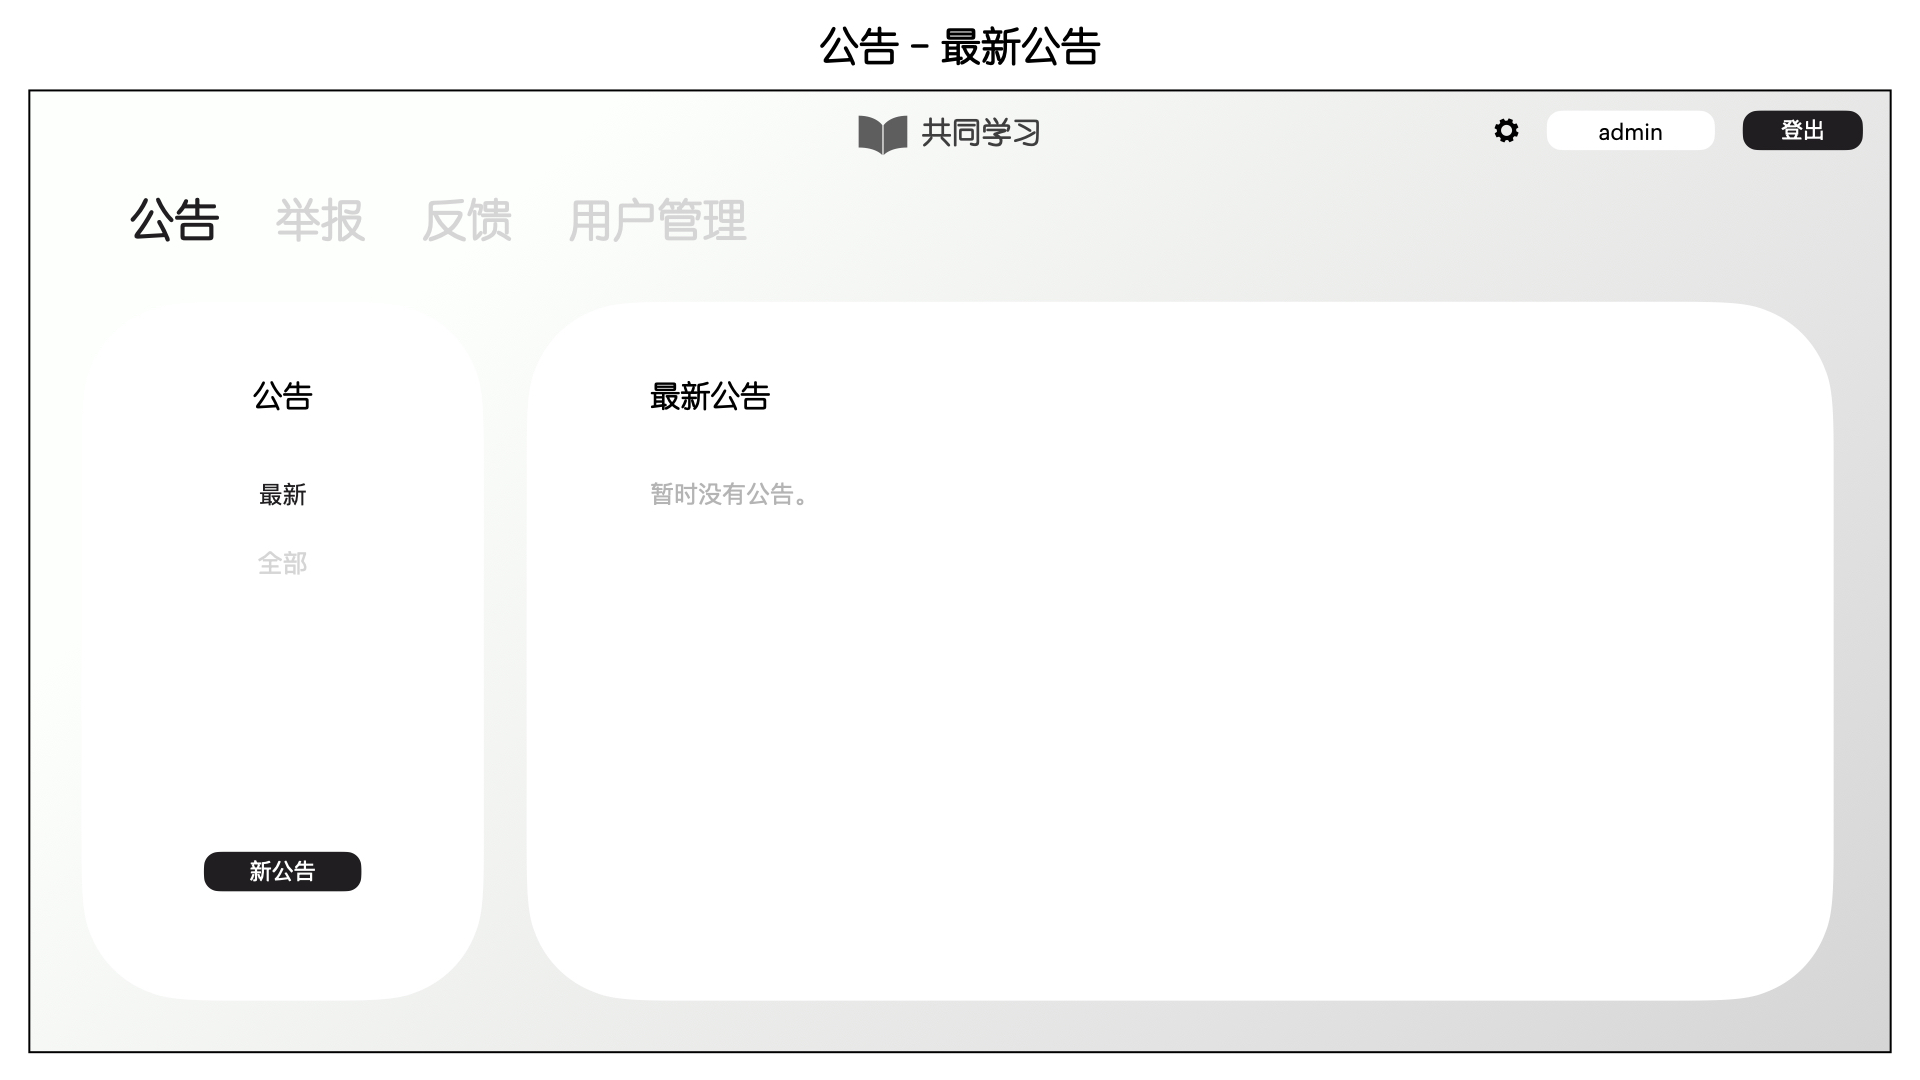 公告 - 最新公告
共同学习
admin
登出
公告 举报 反馈 用户管理
公告
最新
全部
新公告
最新公告
暂时没有公告。